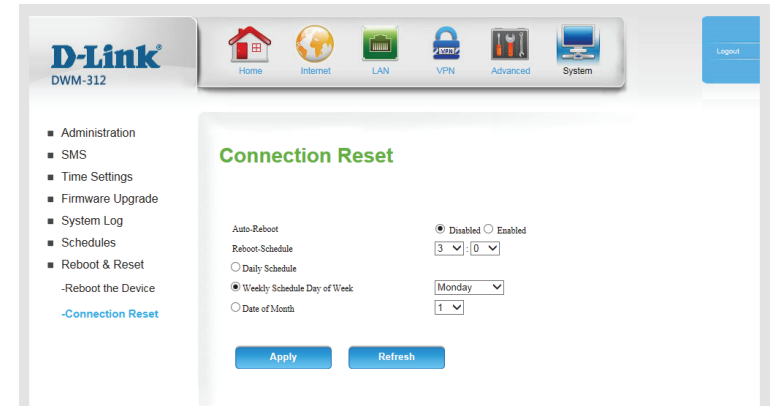 D-Link®
DWM-312
Home Internet LAN VPN Advanced System
Logout
Administration
SMS
Time Settings
Firmware Upgrade
System Log
Schedules
Reboot & Reset
-Reboot the Device
-Connection Reset
Connection Reset
Auto-Reboot Disabled Enabled
Reboot-Schedule 3 : 0
Daily Schedule
Weekly Schedule Day of Week Monday
Date of Month 1
Apply Refresh